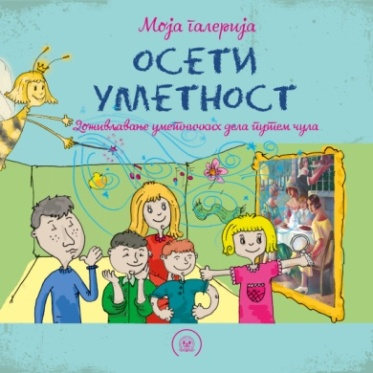 Моја галерија
ОСЕТИ
УМЕТНОСТ
Доживљавање уметничких дела путем чула